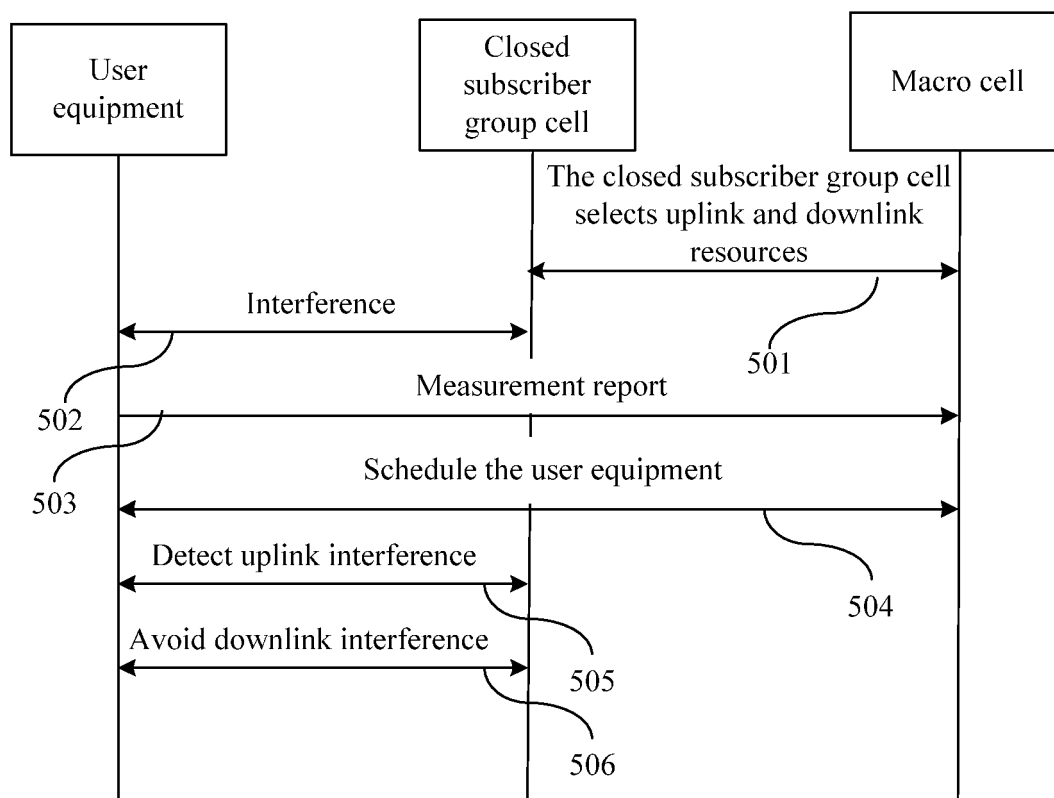 User
equipment
Closed
subscriber
group cell
Macro cell
The closed subscriber group cell
selects uplink and downlink
resources
Interference
501
Measurement report
502
Schedule the user equipment
503
Detect uplink interference
504
Avoid downlink interference
505
506